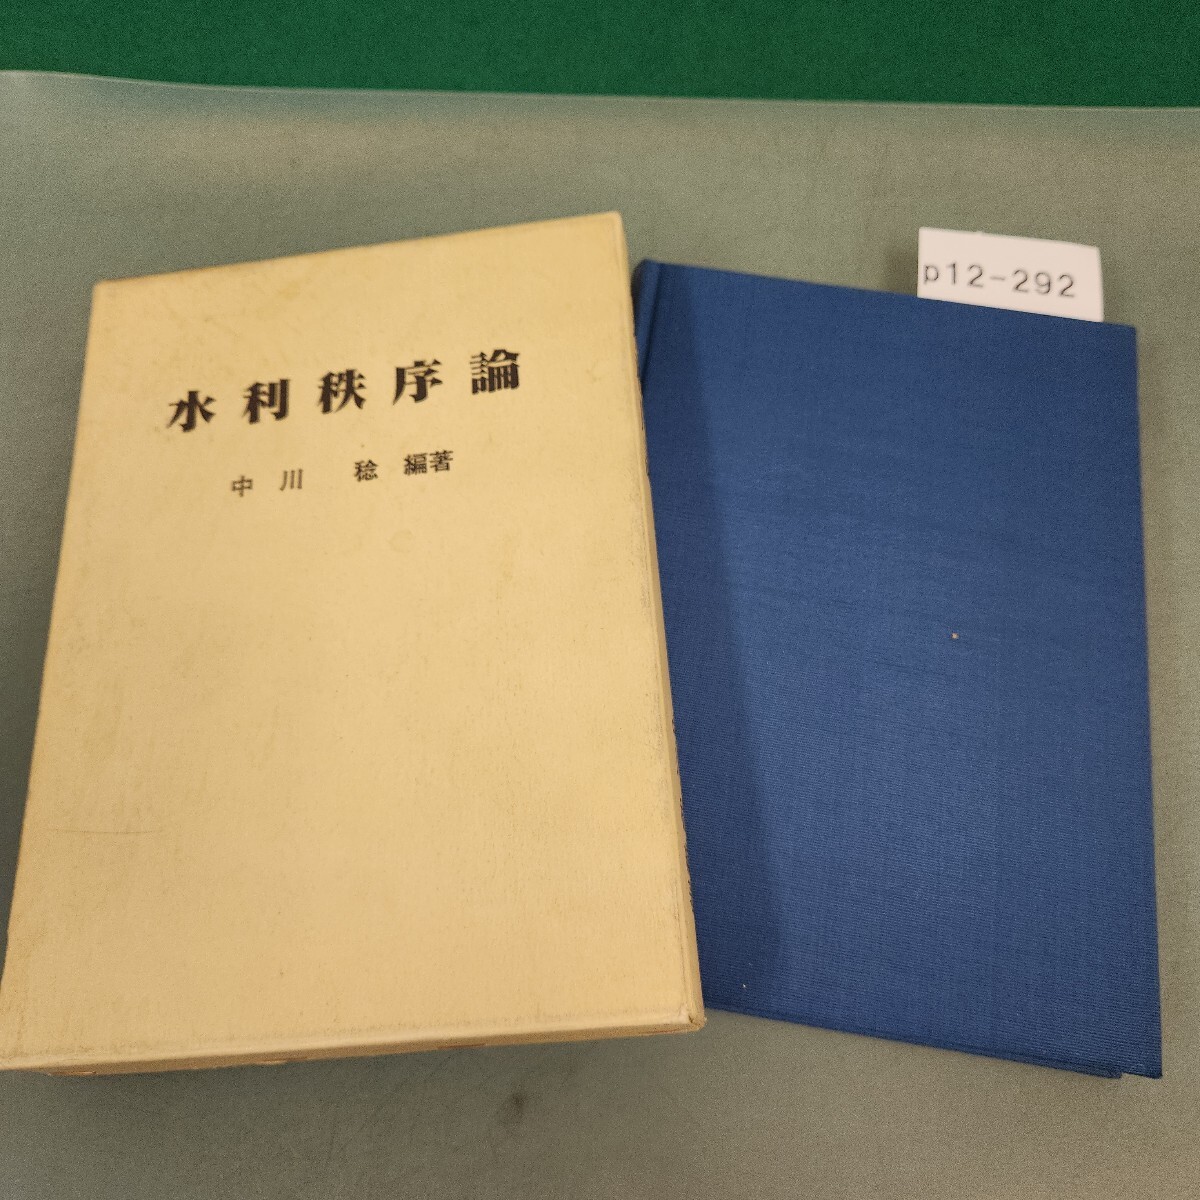 水利秩序論
中川 稔 編著
p12-292